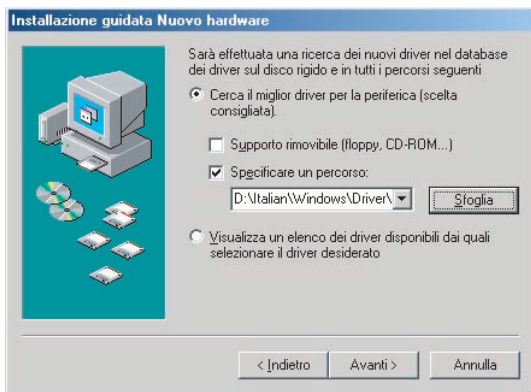 Installazione guidata Nuovo hardware
Sarà effettuata una ricerca dei nuovi driver nel database
dei driver sul disco rigido e in tutti i percorsi seguenti
Cerca il miglior driver per la periferica (scelta
consigliata).
Supporto rimovibile (floppy, CD-ROM...)
Specificare un percorso:
D:\Italian\Windows\Driver\
Sfoglia
Visualizza un elenco dei driver disponibili dai quali
selezionare il driver desiderato
< Indietro
Avanti >
Annulla